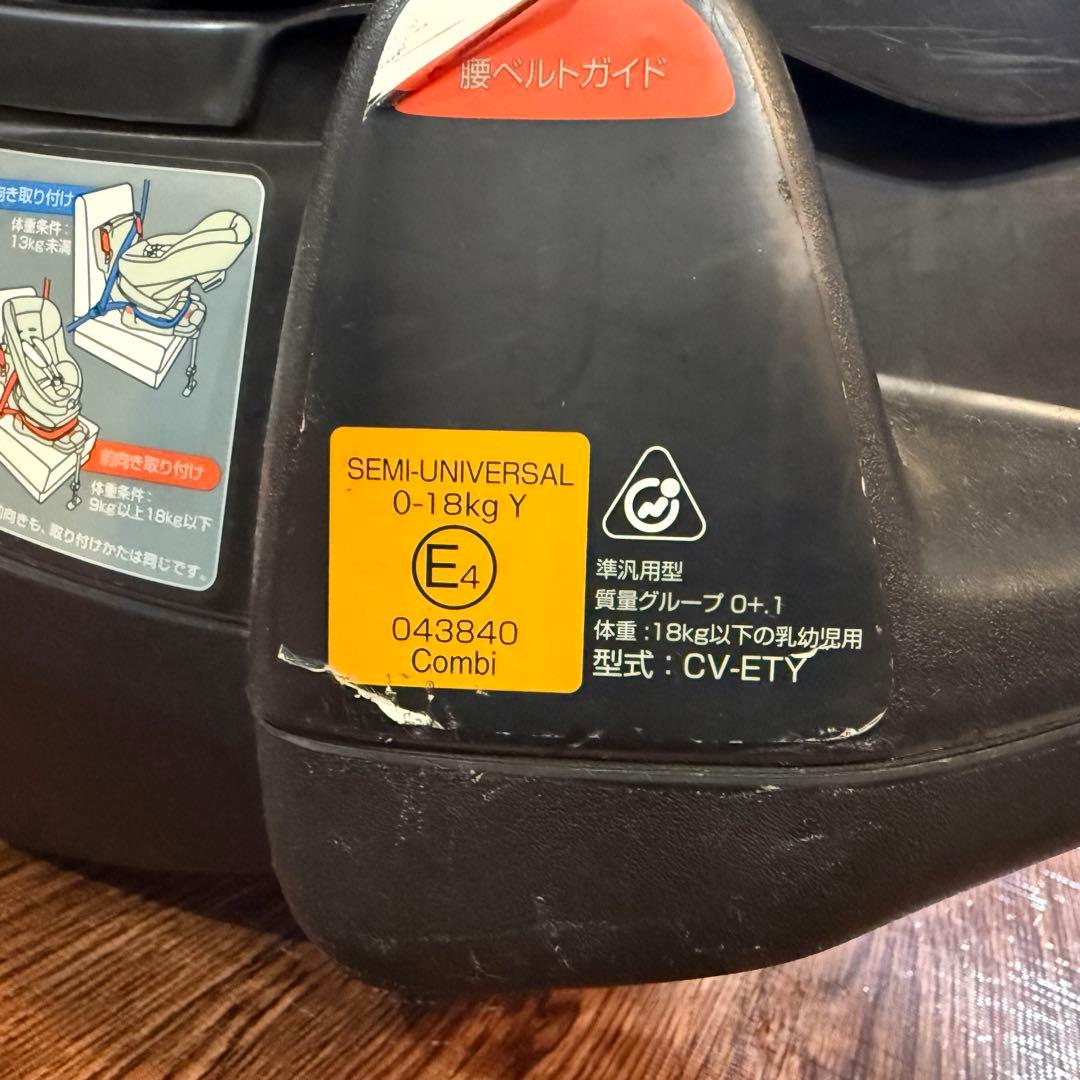 腰ベルトガイド
向き取り付け
体重条件:
13kg未満
前向き取り付け
体重条件:
9kg以上18kg以下
前向きも、取り付けかたは同じです。
SEMI-UNIVERSAL
0-18kg Y
E4
043840
Combi
準汎用型
質量グループ 0+.1
体重:18kg以下の乳幼児用
型式:CV-ETY